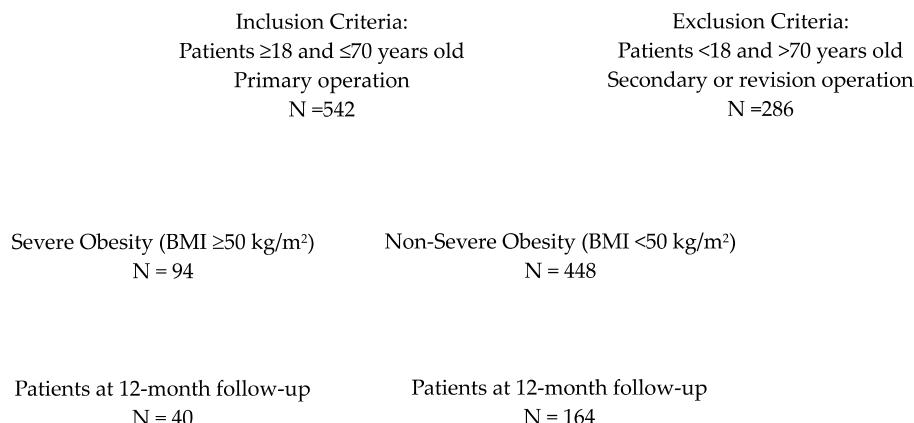 Inclusion Criteria:
Patients ≥18 and ≤70 years old
Primary operation
N =542
Exclusion Criteria:
Patients <18 and >70 years old
Secondary or revision operation
N =286
Severe Obesity (BMI ≥50 kg/m²)
N = 94
Non-Severe Obesity (BMI <50 kg/m²)
N = 448
Patients at 12-month follow-up
N = 40
Patients at 12-month follow-up
N = 164